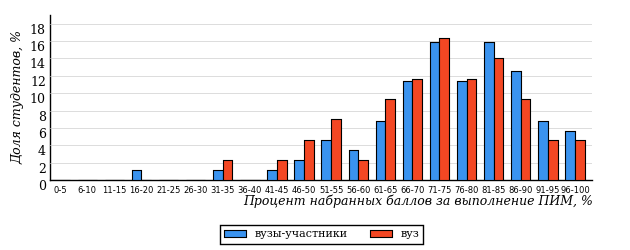 Доля студентов, %
18
16
14
12
10
8
6
4
2
0
0-5 6-10 11-15 16-20 21-25 26-30 31-35 36-40 41-45 46-50 51-55 56-60 61-65 66-70 71-75 76-80 81-85 86-90 91-95 96-100
Процент набранных баллов за выполнение ПИМ, %
вузы-участники вуз